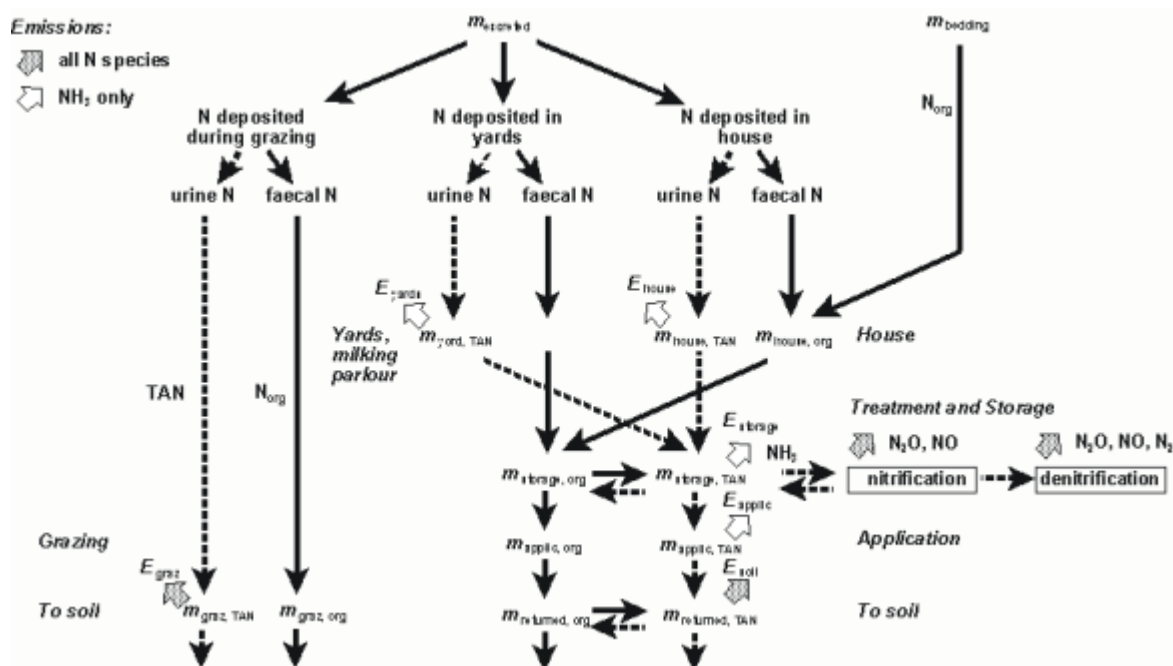 Emissions:
all N species
NH₃ only
m excreted
m bedding
N deposited
during grazing
N deposited in
yards
N deposited in
house
N org
urine N faecal N urine N faecal N urine N faecal N
E yards
E house
Yards,
milking
parlour
m yard, TAN
m house, TAN
m house, org
House
TAN
N org
Treatment and Storage
E storage
NH₃
N₂O, NO
N₂O, NO, N₂
m storage, org
m storage, TAN
nitrification
denitrification
E applic
Grazing
m applic, org
m applic, TAN
Application
E graz
E soil
To soil
m graz, TAN
m graz, org
m returned, org
m returned, TAN
To soil